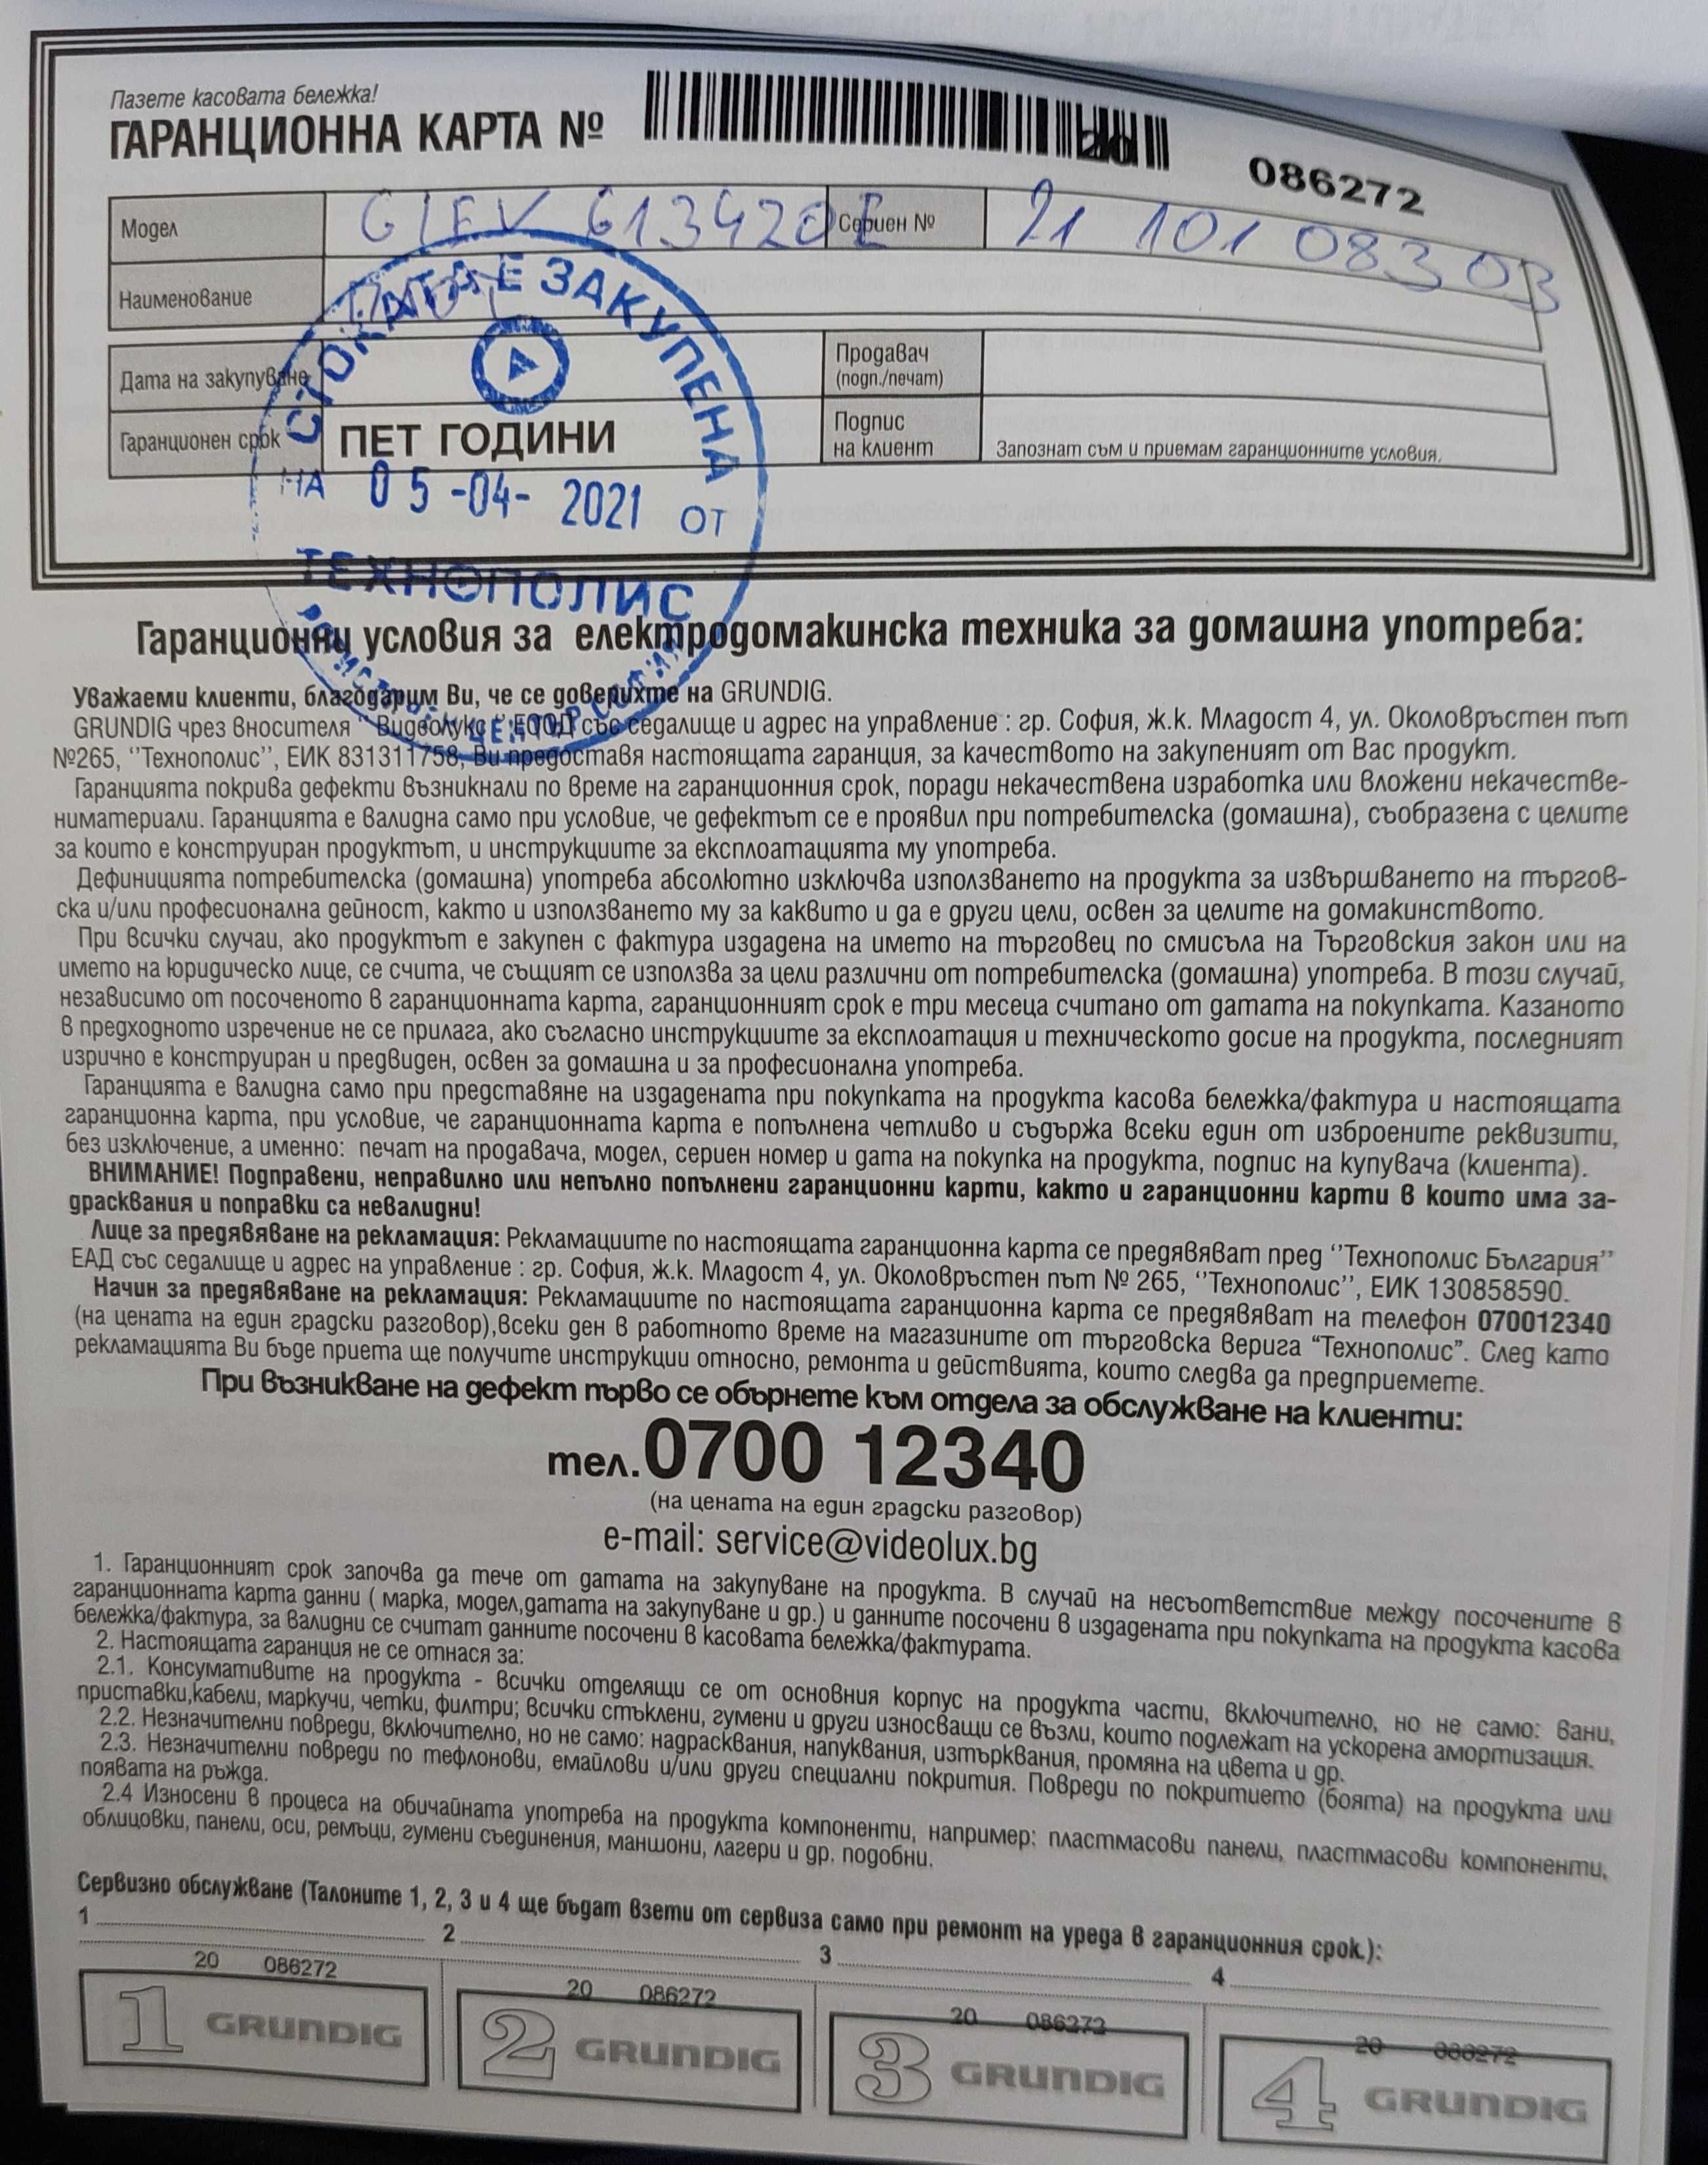 Пазете касовата бележка!
ГАРАНЦИОННА КАРТА №
20 086272
Модел GIEV 613420E Сериен № 21 101 083 03
Наименование
Дата на закупуване
Продавач
(подп./печат)
Гаранционен срок ПЕТ ГОДИНИ
Подпис
на клиент
Запознат съм и приемам гаранционните условия.
СТОКАТА Е ЗАКУПЕНА
НА 05-04-2021 ОТ
ТЕХНОПОЛИС
Гаранционни условия за електродомакинска техника за домашна употреба:
Уважаеми клиенти, благодарим Ви, че се доверихте на GRUNDIG.
GRUNDIG чрез вносителя ''Видеолукс'' ЕООД със седалище и адрес на управление : гр. София, ж.к. Младост 4, ул. Околовръстен път
№265, ''Технополис'', ЕИК 831311758, Ви предоставя настоящата гаранция, за качеството на закупеният от Вас продукт.
Гаранцията покрива дефекти възникнали по време на гаранционния срок, поради некачествена изработка или вложени некачестве-
ниматериали. Гаранцията е валидна само при условие, че дефектът се е проявил при потребителска (домашна), съобразена с целите
за които е конструиран продуктът, и инструкциите за експлоатацията му употреба.
Дефиницията потребителска (домашна) употреба абсолютно изключва използването на продукта за извършването на търгов-
ска и/или професионална дейност, както и използването му за каквито и да е други цели, освен за целите на домакинството.
При всички случаи, ако продуктът е закупен с фактура издадена на името на търговец по смисъла на Търговския закон или на
името на юридическо лице, се счита, че същият се използва за цели различни от потребителска (домашна) употреба. В този случай,
независимо от посоченото в гаранционната карта, гаранционният срок е три месеца считано от датата на покупката. Казаното
в предходното изречение не се прилага, ако съгласно инструкциите за експлоатация и техническото досие на продукта, последният
изрично е конструиран и предвиден, освен за домашна и за професионална употреба.
Гаранцията е валидна само при представяне на издадената при покупката на продукта касова бележка/фактура и настоящата
гаранционна карта, при условие, че гаранционната карта е попълнена четливо и съдържа всеки един от изброените реквизити,
без изключение, а именно: печат на продавача, модел, сериен номер и дата на покупка на продукта, подпис на купувача (клиента).
ВНИМАНИЕ! Подправени, неправилно или непълно попълнени гаранционни карти, както и гаранционни карти в които има за-
драсквания и поправки са невалидни!
Лице за предявяване на рекламация: Рекламациите по настоящата гаранционна карта се предявяват пред ''Технополис България''
ЕАД със седалище и адрес на управление : гр. София, ж.к. Младост 4, ул. Околовръстен път № 265, ''Технополис'', ЕИК 130858590.
Начин за предявяване на рекламация: Рекламациите по настоящата гаранционна карта се предявяват на телефон 070012340
(на цената на един градски разговор),всеки ден в работното време на магазините от търговска верига “Технополис”. След като
рекламацията Ви бъде приета ще получите инструкции относно, ремонта и действията, които следва да предприемете.
При възникване на дефект първо се обърнете към отдела за обслужване на клиенти:
тел.0700 12340
(на цената на един градски разговор)
e-mail: service@videolux.bg
1. Гаранционният срок започва да тече от датата на закупуване на продукта. В случай на несъответствие между посочените в
гаранционната карта данни ( марка, модел,датата на закупуване и др.) и данните посочени в издадената при покупката на продукта касова
бележка/фактура, за валидни се считат данните посочени в касовата бележка/фактурата.
2. Настоящата гаранция не се отнася за:
2.1. Консумативите на продукта - всички отделящи се от основния корпус на продукта части, включително, но не само: вани,
приставки,кабели, маркучи, четки, филтри; всички стъклени, гумени и други износващи се възли, които подлежат на ускорена амортизация.
2.2. Незначителни повреди, включително, но не само: надрасквания, напуквания, изтърквания, промяна на цвета и др.
2.3. Незначителни повреди по тефлонови, емайлови и/или други специални покрития. Повреди по покритието (боята) на продукта или
появата на ръжда.
2.4 Износени в процеса на обичайната употреба на продукта компоненти, например: пластмасови панели, пластмасови компоненти,
облицовки, панели, оси, ремъци, гумени съединения, маншони, лагери и др. подобни.
Сервизно обслужване (Талоните 1, 2, 3 и 4 ще бъдат взети от сервиза само при ремонт на уреда в гаранционния срок.):
1 2 3 4
20 086272 20 086272 20 086272 20 086272
1 GRUNDIG 2 GRUNDIG 3 GRUNDIG 4 GRUNDIG